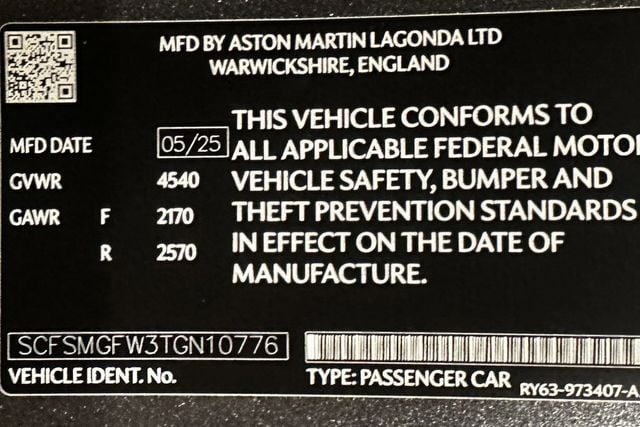 MFD BY ASTON MARTIN LAGONDA LTD
WARWICKSHIRE, ENGLAND
MFD DATE 05/25
GVWR 4540
GAWR F 2170
R 2570
THIS VEHICLE CONFORMS TO
ALL APPLICABLE FEDERAL MOTO
VEHICLE SAFETY, BUMPER AND
THEFT PREVENTION STANDARDS
IN EFFECT ON THE DATE OF
MANUFACTURE.
SCFSMGFW3TGN10776
VEHICLE IDENT. No.
TYPE: PASSENGER CAR
RY63-973407-A